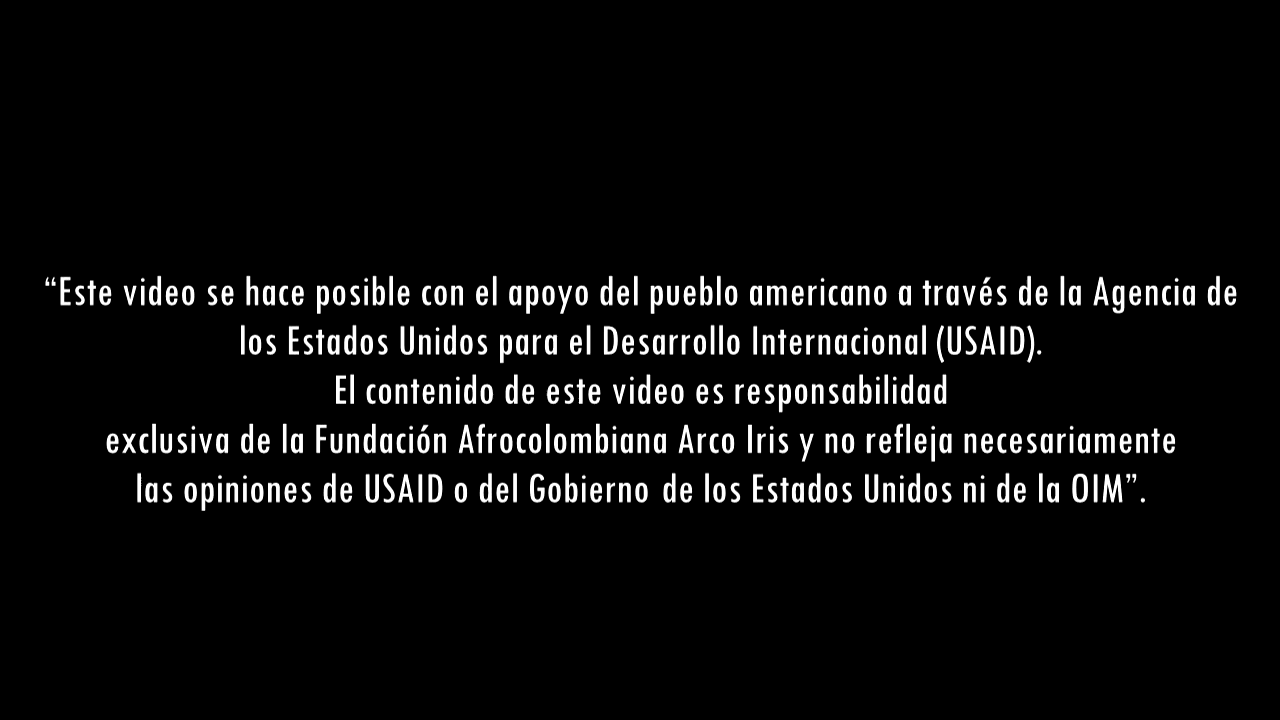 “Este video se hace posible con el apoyo del pueblo americano a través de la Agencia de
los Estados Unidos para el Desarrollo Internacional (USAID).
El contenido de este video es responsabilidad
exclusiva de la Fundación Afrocolombiana Arco Iris y no refleja necesariamente
las opiniones de USAID o del Gobierno de los Estados Unidos ni de la OIM”.